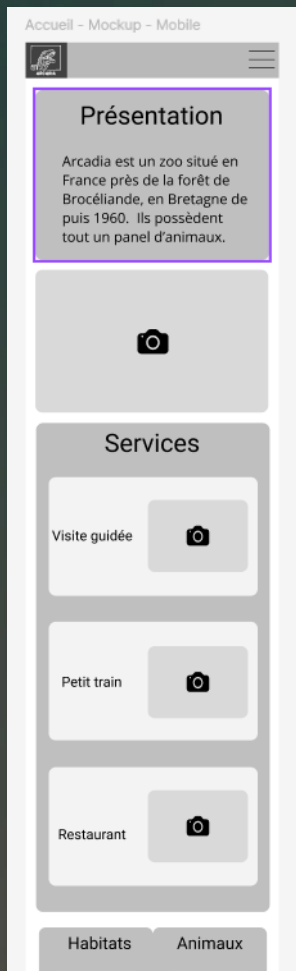 Accueil - Mockup - Mobile
ARCADIA
Présentation
Arcadia est un zoo situé en
France près de la forêt de
Brocéliande, en Bretagne de
puis 1960. Ils possèdent
tout un panel d'animaux.
Services
Visite guidée
Petit train
Restaurant
Habitats
Animaux